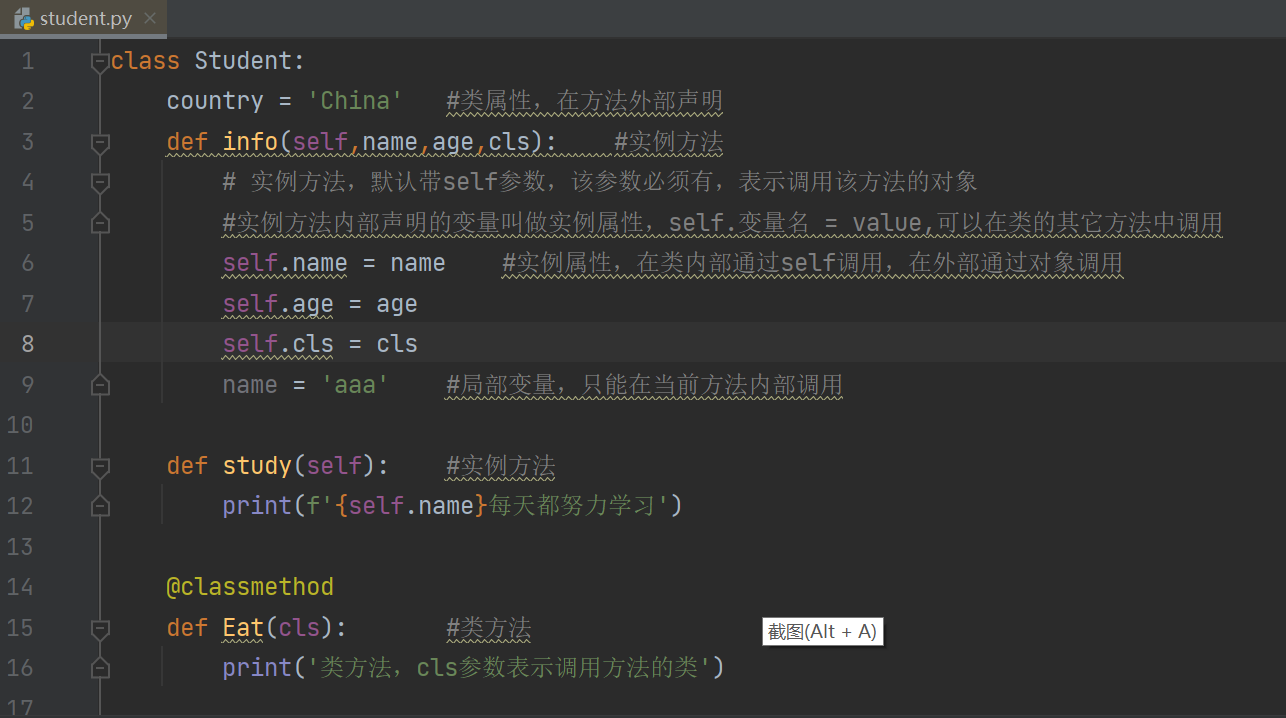 student.py
1 class Student:
2 country = 'China' #类属性，在方法外部声明
3 def info(self,name,age,cls): #实例方法
4 # 实例方法，默认带self参数，该参数必须有，表示调用该方法的对象
5 #实例方法内部声明的变量叫做实例属性，self.变量名 = value,可以在类的其它方法中调用
6 self.name = name #实例属性，在类内部通过self调用，在外部通过对象调用
7 self.age = age
8 self.cls = cls
9 name = 'aaa' #局部变量，只能在当前方法内部调用
10
11 def study(self): #实例方法
12 print(f'{self.name}每天都努力学习')
13
14 @classmethod
15 def Eat(cls): #类方法
截图(Alt + A)
16 print('类方法，cls参数表示调用方法的类')
17